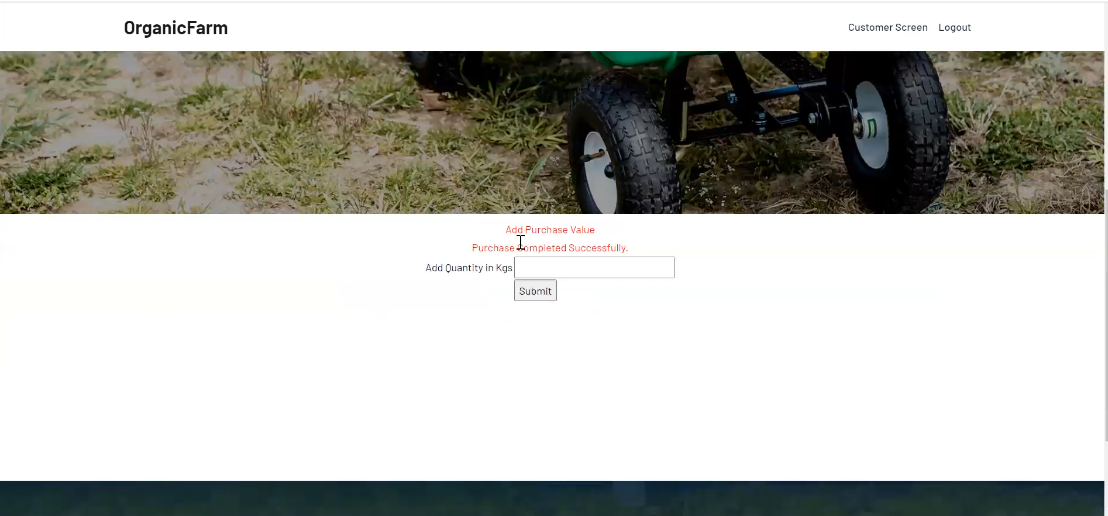 OrganicFarm
Customer Screen Logout
Add Purchase Value
Purchase Completed Successfully.
Add Quantity in Kgs
Submit